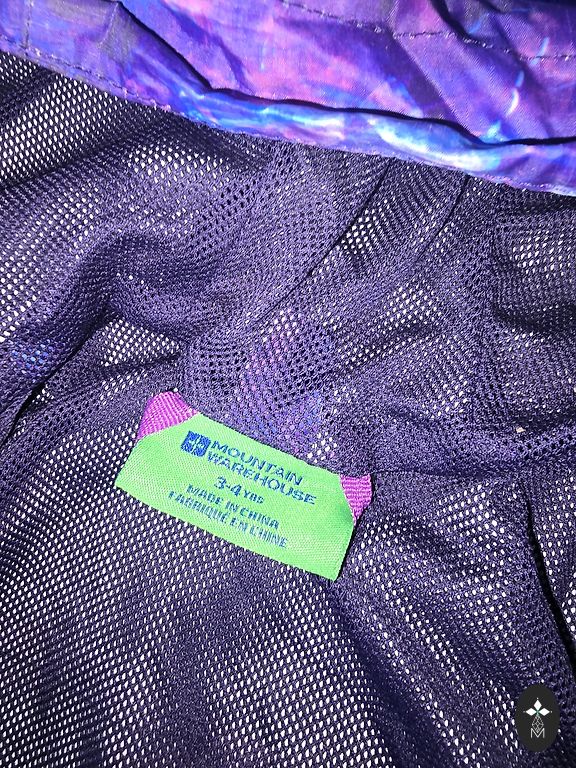 MOUNTAIN
WAREHOUSE
3-4 YRS
MADE IN CHINA
FABRIQUE EN CHINE
M